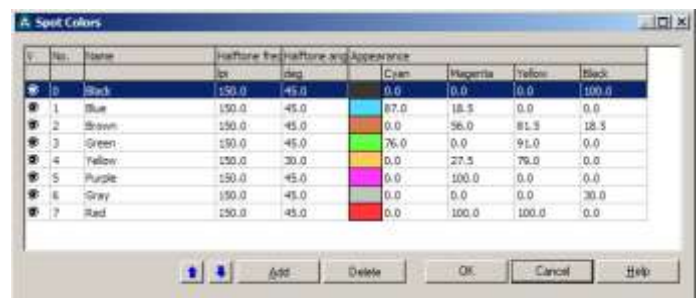 Spot Colors
V No. Name Halftone freq Halftone ang Appearance
lpi deg Cyan Magenta Yellow Black
0 Black 150.0 45.0 0.0 0.0 0.0 100.0
1 Blue 150.0 45.0 87.0 18.5 0.0 0.0
2 Brown 150.0 45.0 0.0 56.0 81.5 18.5
3 Green 150.0 45.0 76.0 0.0 91.0 0.0
4 Yellow 150.0 30.0 0.0 27.5 79.0 0.0
5 Purple 150.0 45.0 0.0 100.0 0.0 0.0
6 Gray 150.0 45.0 0.0 0.0 0.0 30.0
7 Red 150.0 45.0 0.0 100.0 100.0 0.0
Add Delete OK Cancel Help